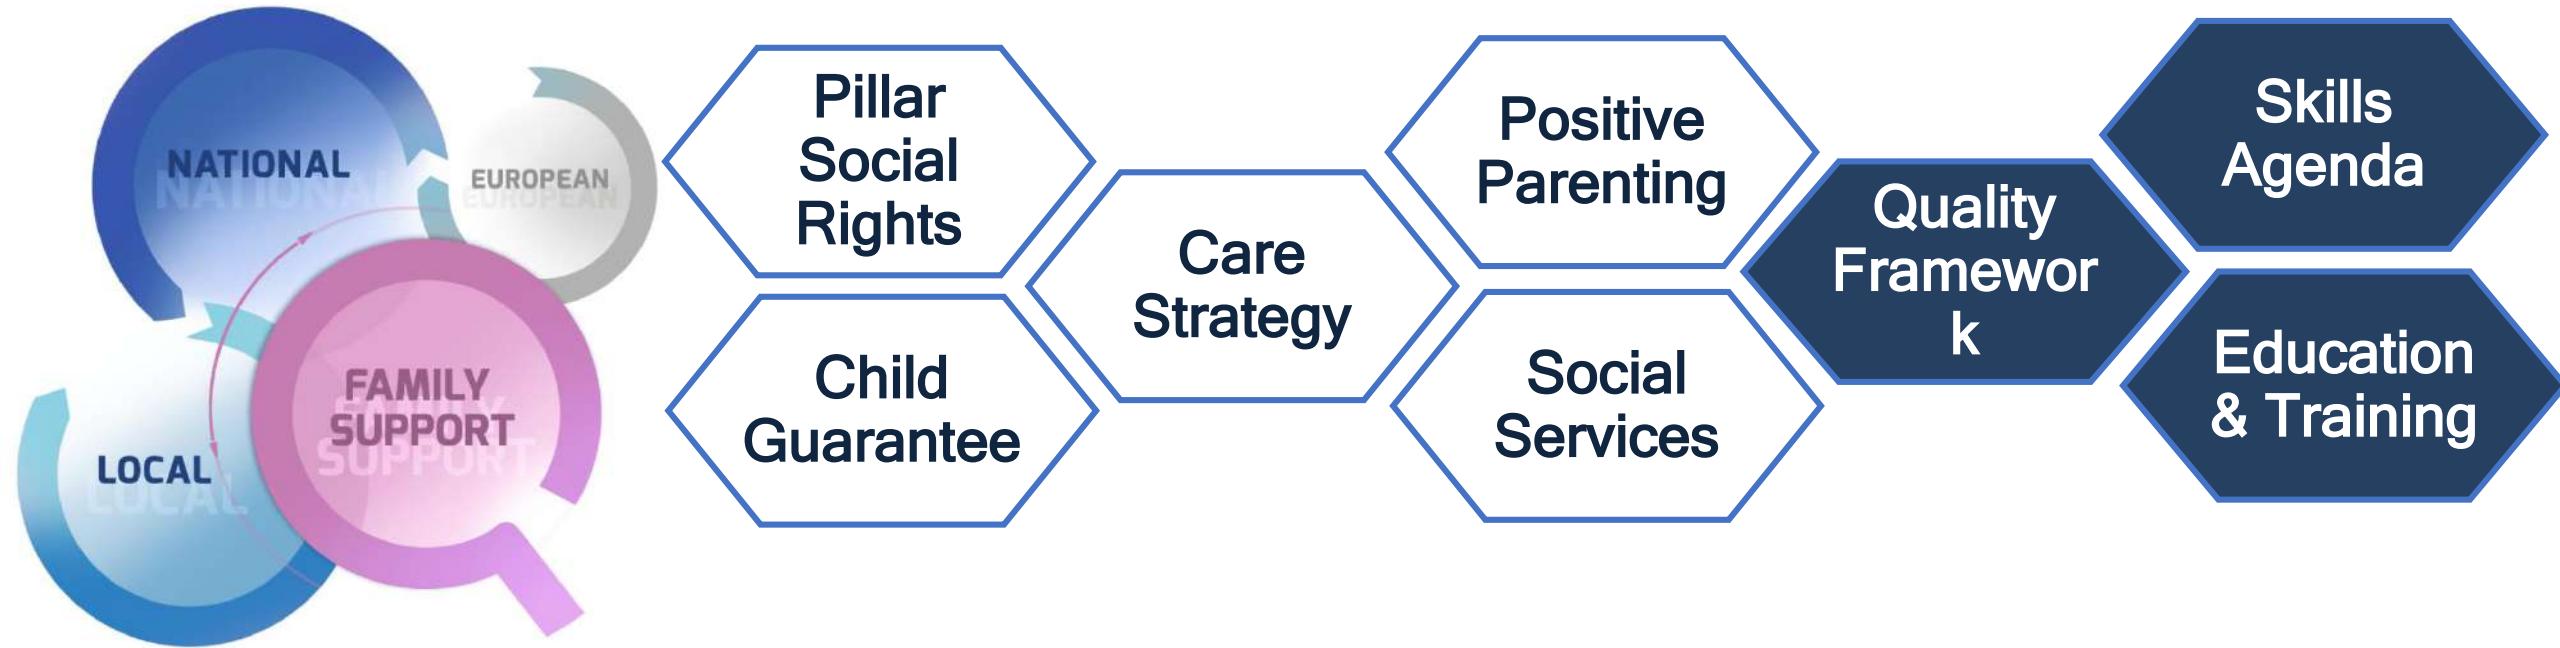 NATIONAL
EUROPEAN
FAMILY
SUPPORT
LOCAL
Pillar
Social
Rights
Child
Guarantee
Care
Strategy
Positive
Parenting
Social
Services
Quality
Framewor
k
Skills
Agenda
Education
& Training